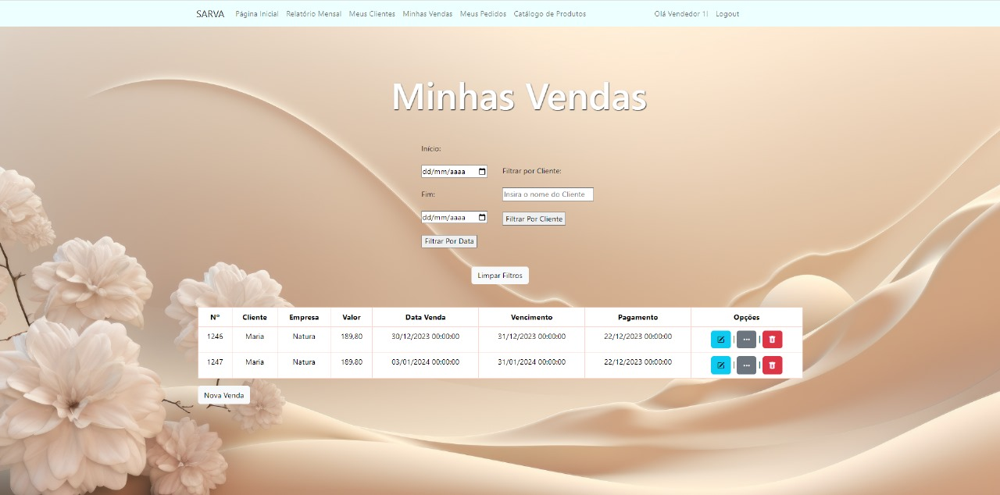 SARVA Página Inicial Relatório Mensal Meus Clientes Minhas Vendas Meus Pedidos Catálogo de Produtos Olá Vendedor 1| Logout
Minhas Vendas
Início:
dd/mm/aaaa
Fim:
dd/mm/aaaa
Filtrar Por Data
Filtrar por Cliente:
Insira o nome do Cliente
Filtrar Por Cliente
Limpar Filtros
Nº Cliente Empresa Valor Data Venda Vencimento Pagamento Opções
1246 Maria Natura 189,80 30/12/2023 00:00:00 31/12/2023 00:00:00 22/12/2023 00:00:00 | |
1247 Maria Natura 189,80 03/01/2024 00:00:00 31/01/2024 00:00:00 22/12/2023 00:00:00 | |
Nova Venda